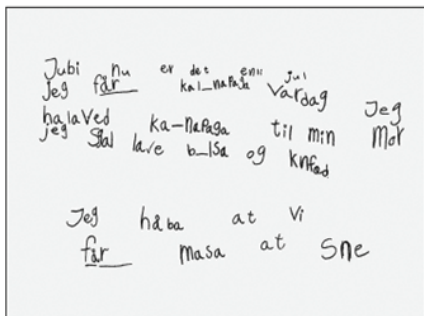 Jubi nu er det enu jul
jeg får kal_naPaga Vardag
halaved ka-naPaga til min Jeg Mor
jeg Skal lave b_lsa og knfad
Jeg håba at Vi
får masa at Sne